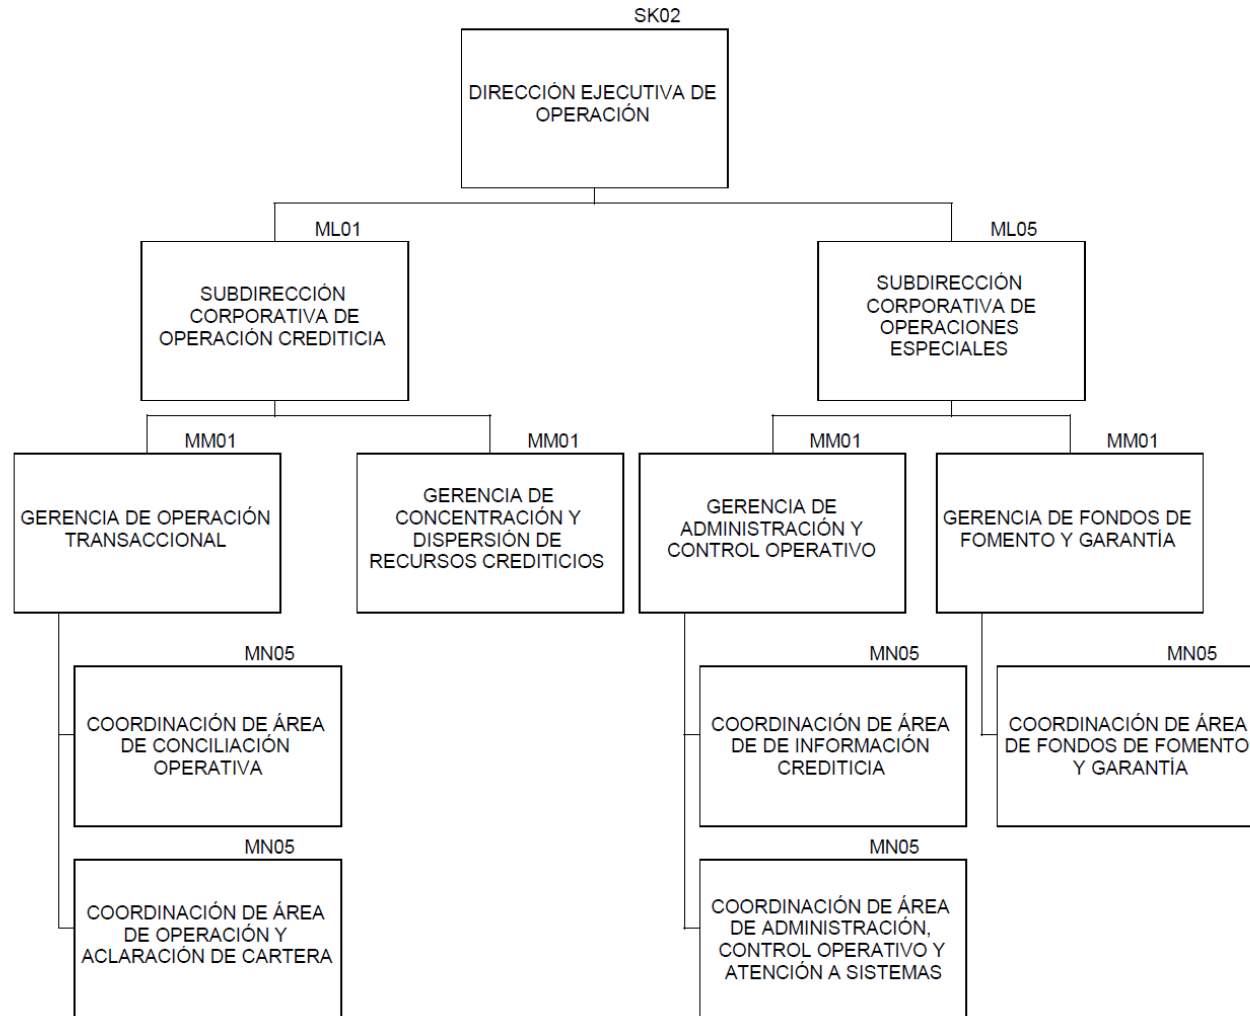 SK02
DIRECCIÓN EJECUTIVA DE
OPERACIÓN
ML01
SUBDIRECCIÓN
CORPORATIVA DE
OPERACIÓN CREDITICIA
ML05
SUBDIRECCIÓN
CORPORATIVA DE
OPERACIONES
ESPECIALES
MM01
GERENCIA DE OPERACIÓN
TRANSACCIONAL
MM01
GERENCIA DE
CONCENTRACIÓN Y
DISPERSIÓN DE
RECURSOS CREDITICIOS
MM01
GERENCIA DE
ADMINISTRACIÓN Y
CONTROL OPERATIVO
MM01
GERENCIA DE FONDOS DE
FOMENTO Y GARANTÍA
MN05
COORDINACIÓN DE ÁREA
DE CONCILIACIÓN
OPERATIVA
MN05
COORDINACIÓN DE ÁREA
DE DE INFORMACIÓN
CREDITICIA
MN05
COORDINACIÓN DE ÁREA
DE FONDOS DE FOMENTO
Y GARANTÍA
MN05
COORDINACIÓN DE ÁREA
DE OPERACIÓN Y
ACLARACIÓN DE CARTERA
MN05
COORDINACIÓN DE ÁREA
DE ADMINISTRACIÓN,
CONTROL OPERATIVO Y
ATENCIÓN A SISTEMAS